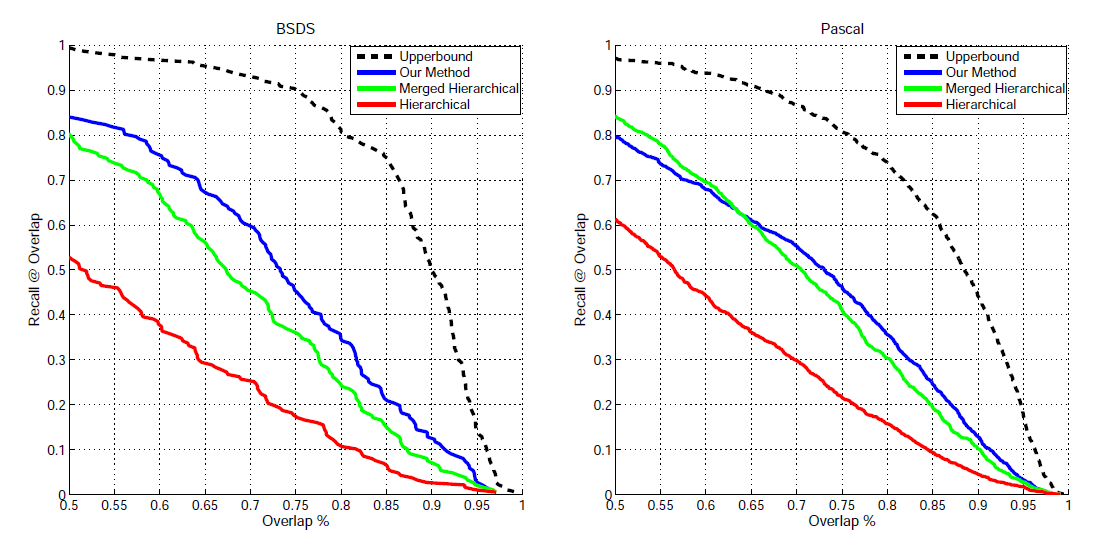 BSDS
Upperbound
Our Method
Merged Hierarchical
Hierarchical
Recall @ Overlap
1
0.9
0.8
0.7
0.6
0.5
0.4
0.3
0.2
0.1
0
0.5 0.55 0.6 0.65 0.7 0.75 0.8 0.85 0.9 0.95 1
Overlap %
Pascal
Upperbound
Our Method
Merged Hierarchical
Hierarchical
Recall @ Overlap
1
0.9
0.8
0.7
0.6
0.5
0.4
0.3
0.2
0.1
0
0.5 0.55 0.6 0.65 0.7 0.75 0.8 0.85 0.9 0.95 1
Overlap %